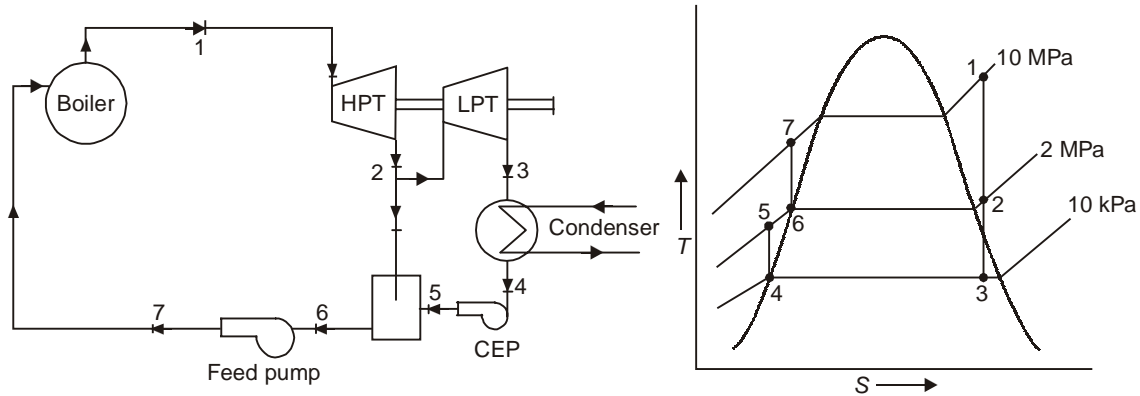 1
Boiler
HPT
LPT
2
3
Condenser
4
5
CEP
6
7
Feed pump
1
10 MPa
7
2 MPa
2
10 kPa
5
6
T
4
3
S